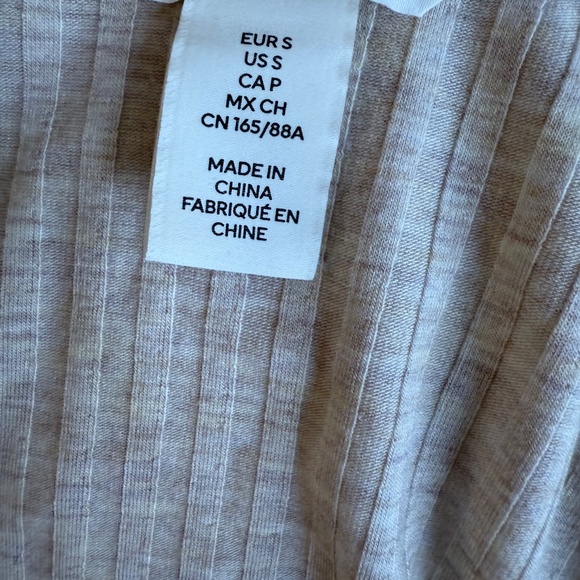 EUR S
US S
CA P
MX CH
CN 165/88A
MADE IN
CHINA
FABRIQUÉ EN
CHINE